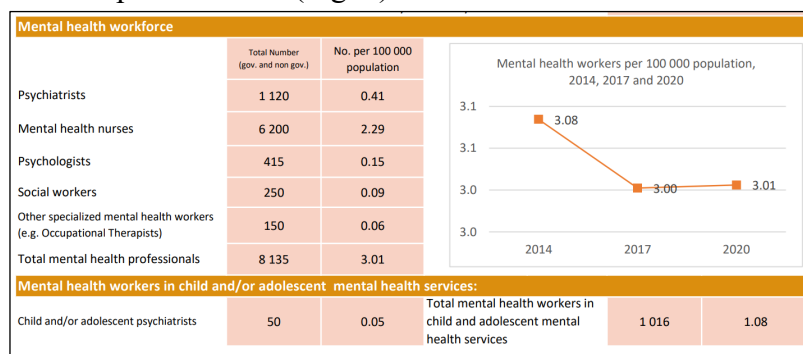 Mental health workforce
Total Number
(gov. and non gov.)
No. per 100 000
population
Psychiatrists
1 120
0.41
Mental health nurses
6 200
2.29
Psychologists
415
0.15
Social workers
250
0.09
Other specialized mental health workers
(e.g. Occupational Therapists)
150
0.06
Total mental health professionals
8 135
3.01
Mental health workers per 100 000 population,
2014, 2017 and 2020
3.1
3.1
3.0
3.0
3.08
3.00
3.01
2014
2017
2020
Mental health workers in child and/or adolescent mental health services:
Child and/or adolescent psychiatrists
50
0.05
Total mental health workers in
child and adolescent mental
health services
1 016
1.08